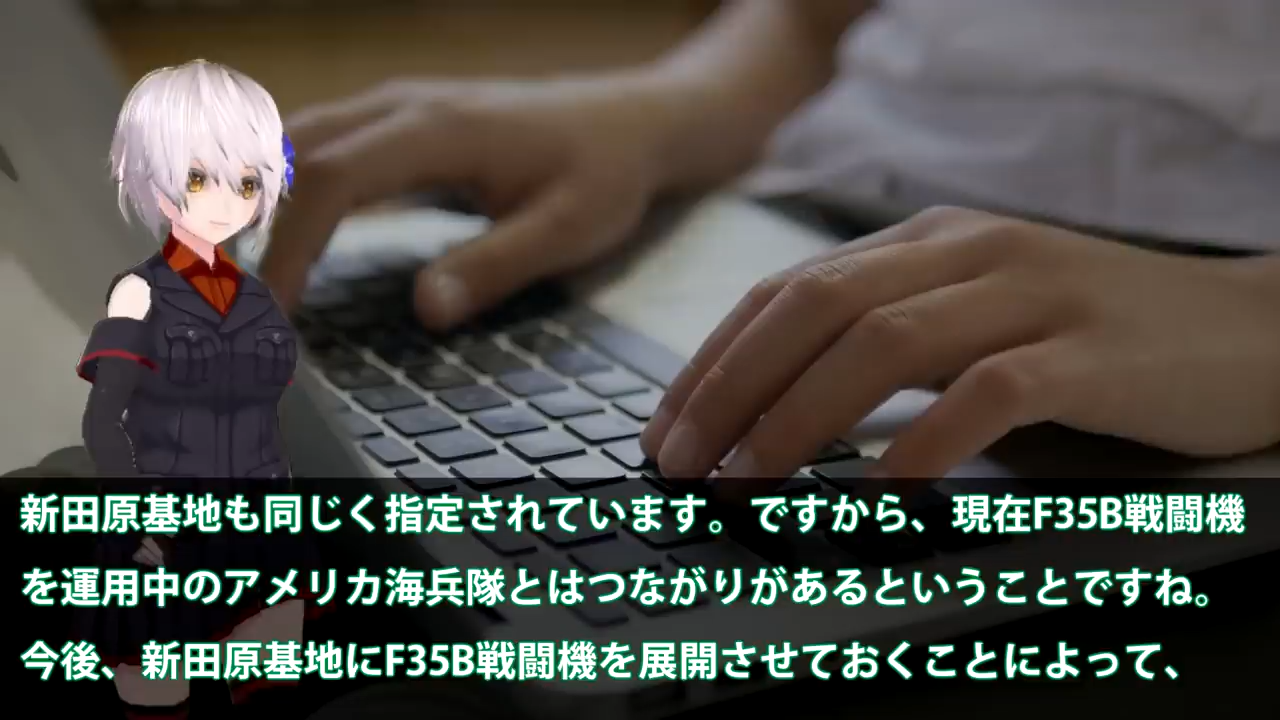 新田原基地も同じく指定されています。ですから、現在F35B戦闘機
を運用中のアメリカ海兵隊とはつながりがあるということですね。
今後、新田原基地にF35B戦闘機を展開させておくことによって、